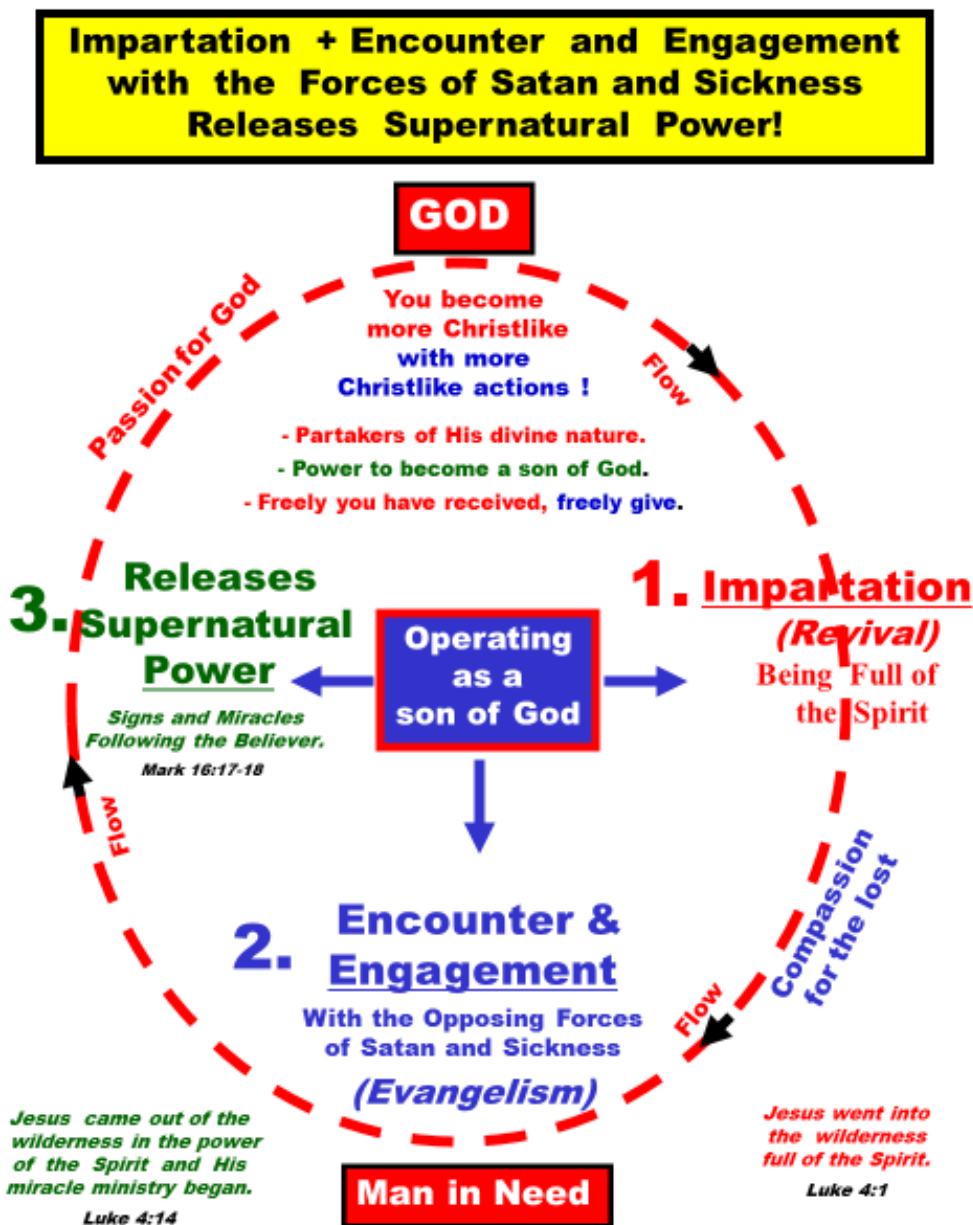 Impartation + Encounter and Engagement
with the Forces of Satan and Sickness
Releases Supernatural Power!
GOD
Passion for God
Flow
You become
more Christlike
with more
Christlike actions !
- Partakers of His divine nature.
- Power to become a son of God.
- Freely you have received, freely give.
1. Impartation
(Revival)
Being Full of
the Spirit
3. Releases
Supernatural
Power
Signs and Miracles
Following the Believer.
Mark 16:17-18
Operating
as a
son of God
Flow
Compassion
for the lost
Flow
2. Encounter &
Engagement
With the Opposing Forces
of Satan and Sickness
(Evangelism)
Jesus came out of the
wilderness in the power
of the Spirit and His
miracle ministry began.
Luke 4:14
Man in Need
Jesus went into
the wilderness
full of the Spirit.
Luke 4:1